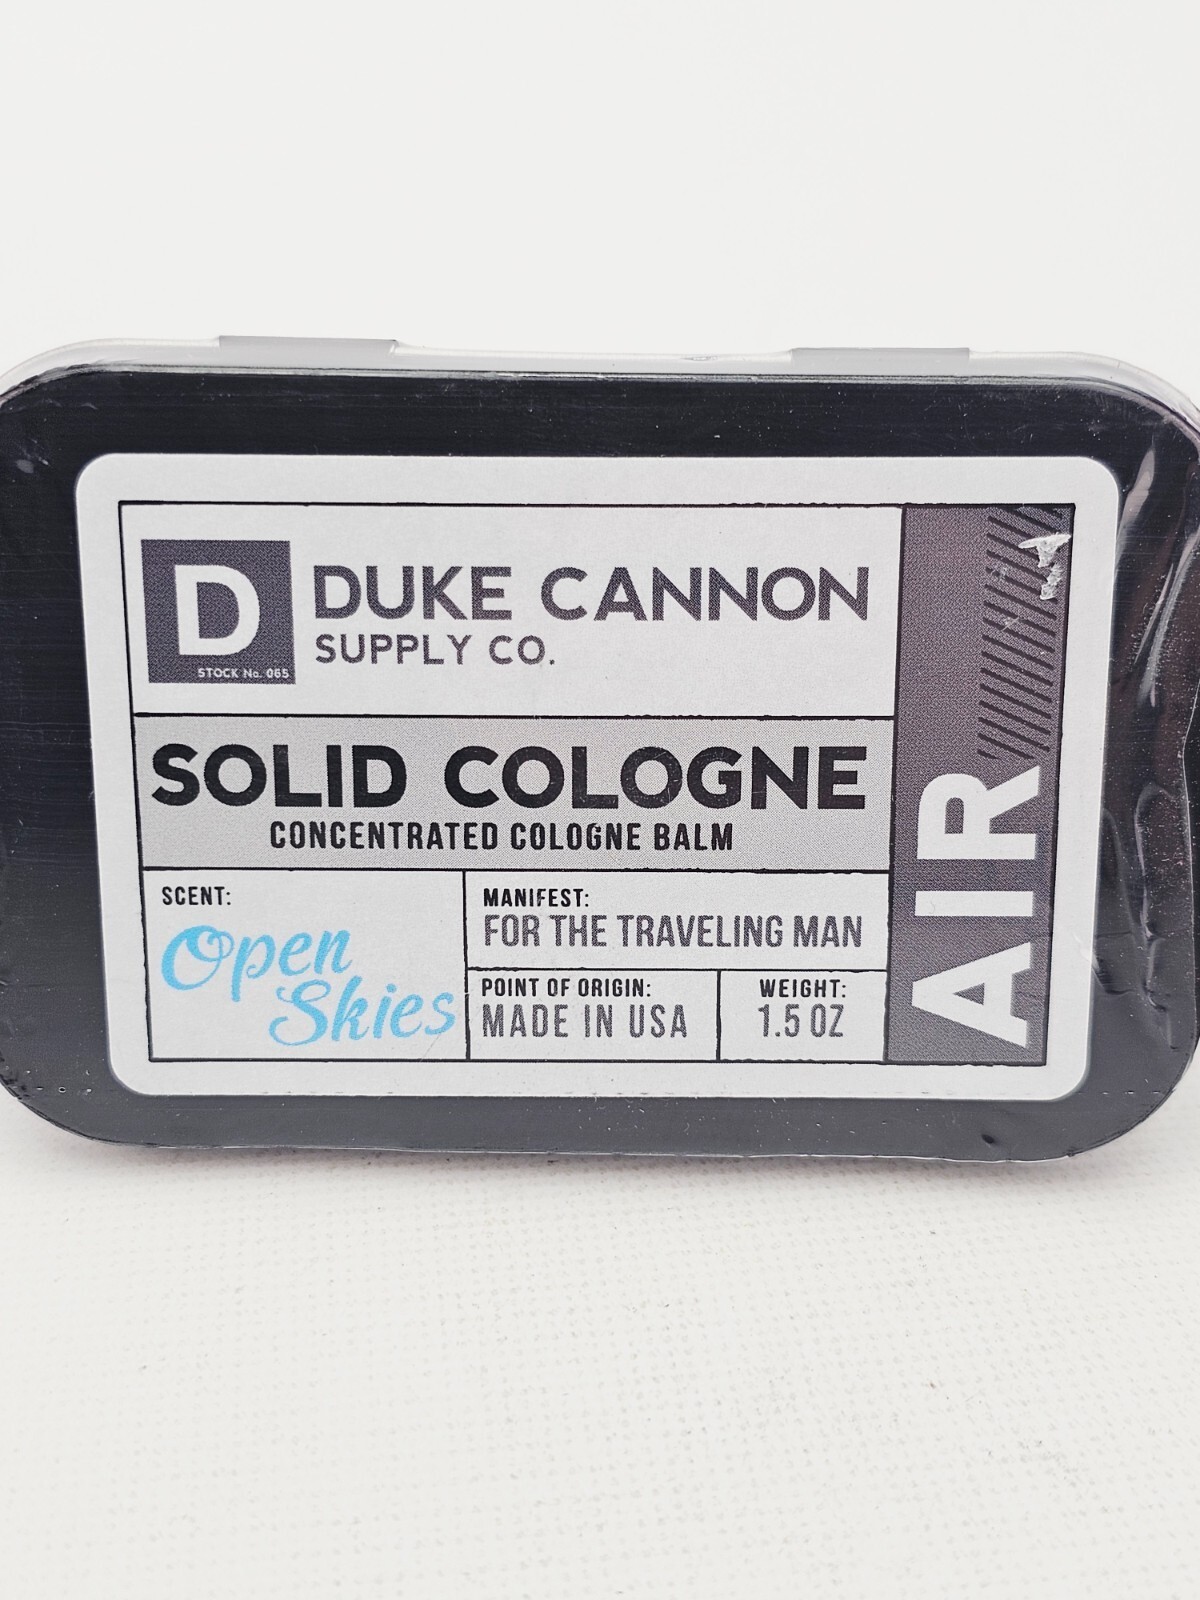 D
STOCK No. 065
DUKE CANNON
SUPPLY CO.
SOLID COLOGNE
CONCENTRATED COLOGNE BALM
SCENT:
Open
Skies
MANIFEST:
FOR THE TRAVELING MAN
POINT OF ORIGIN:
MADE IN USA
WEIGHT:
1.5 OZ
AIR